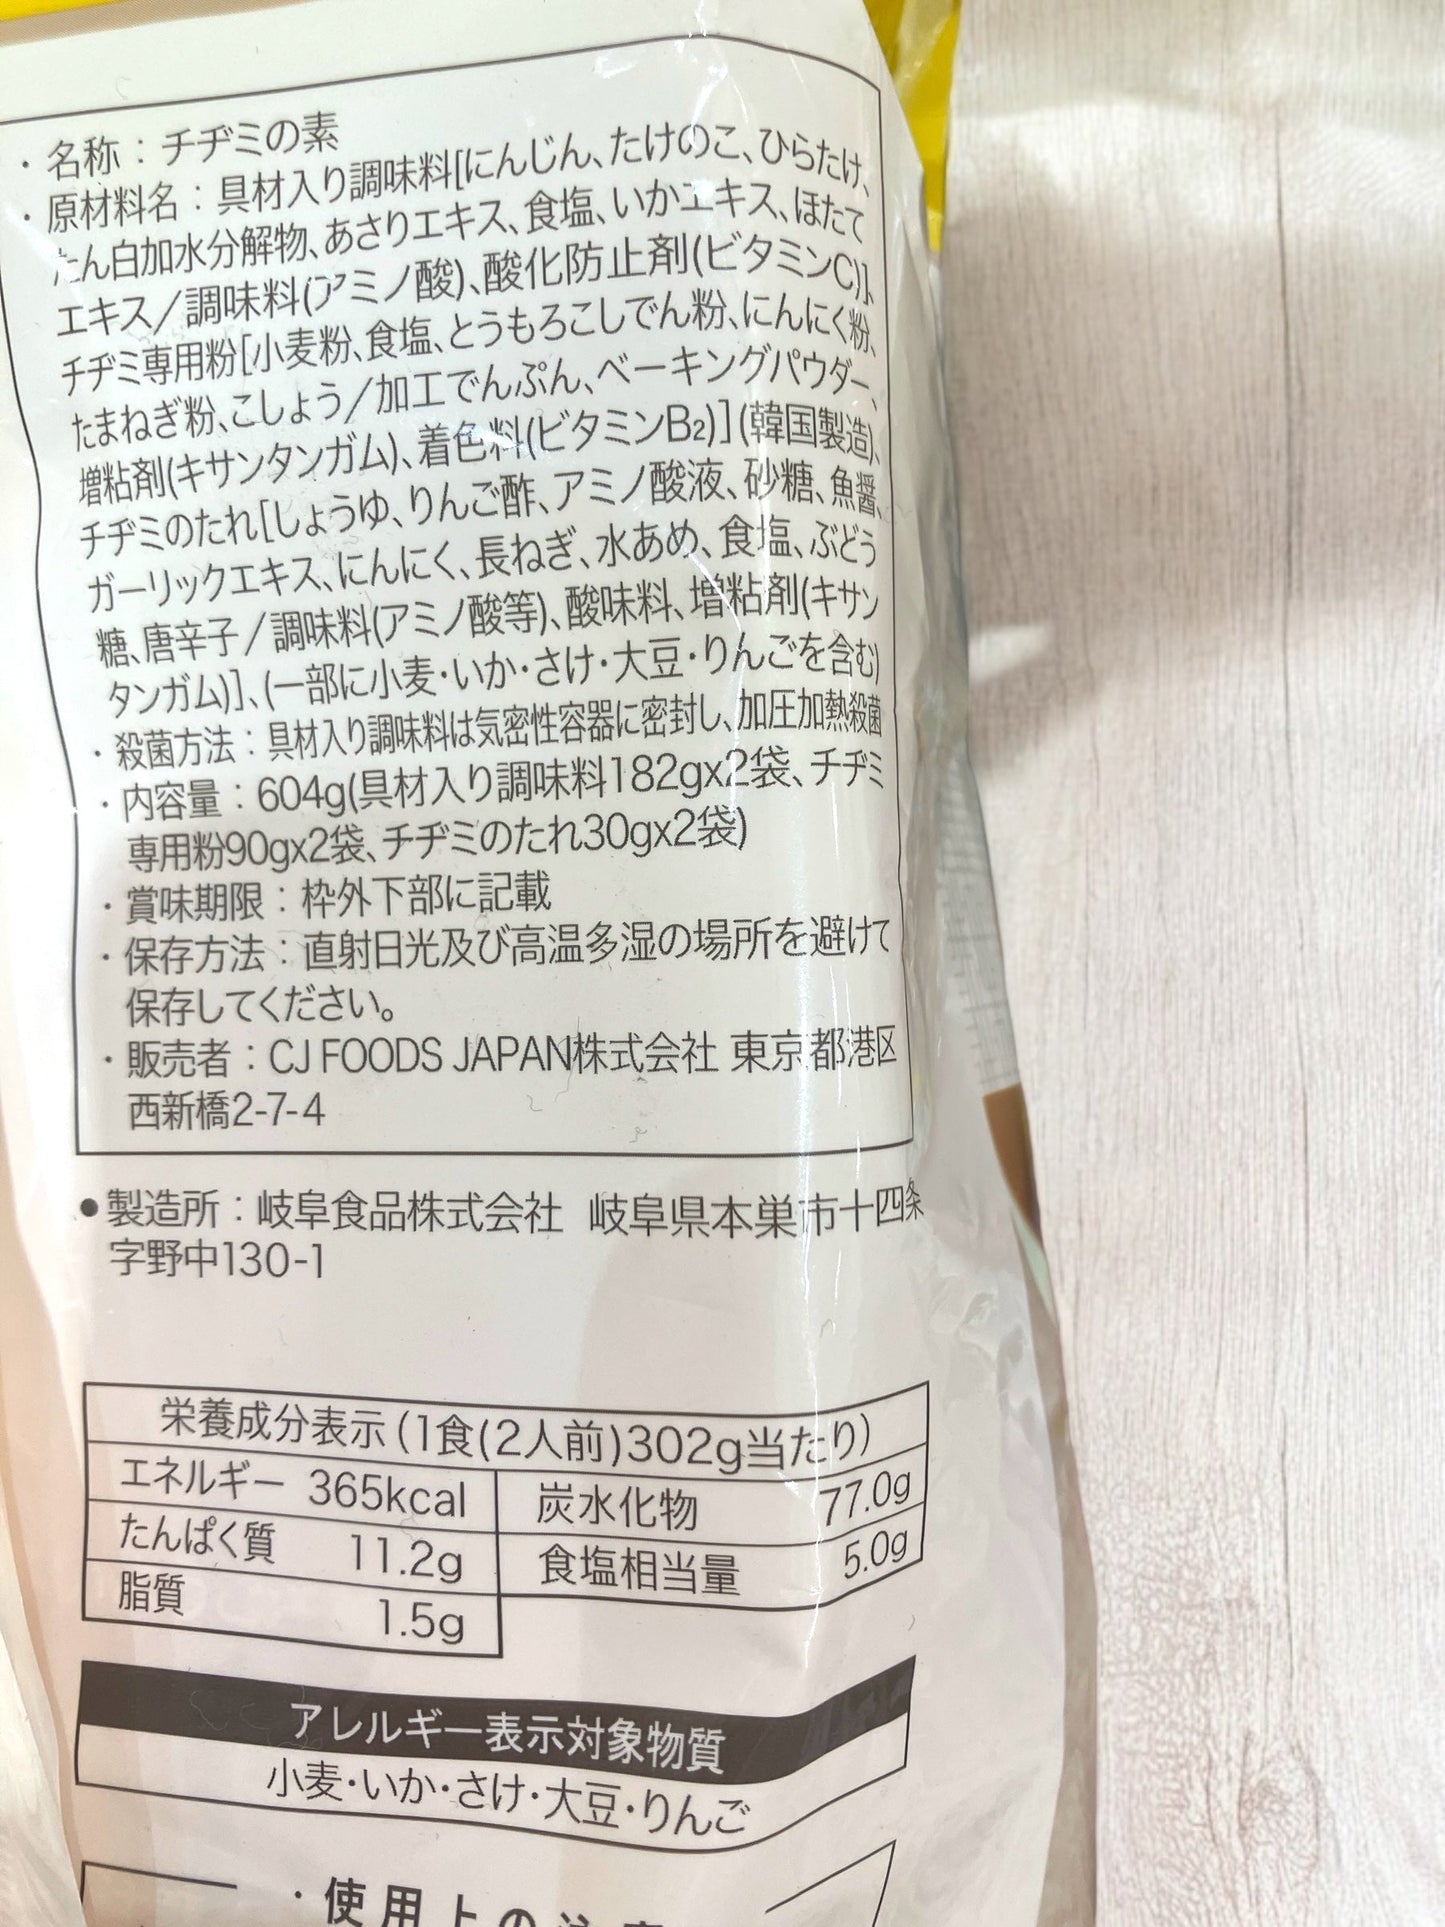 ・名称：チヂミの素
・原材料名：具材入り調味料[にんじん、たけのこ、ひらたけ、
たん白加水分解物、あさりエキス、食塩、いかエキス、ほたて
エキス／調味料(アミノ酸)、酸化防止剤(ビタミンC)]、
チヂミ専用粉[小麦粉、食塩、とうもろこしでん粉、にんにく粉、
たまねぎ粉、こしょう/加工でんぷん、ベーキングパウダー、
増粘剤(キサンタンガム)、着色料(ビタミンB2)](韓国製造)、
チヂミのたれ[しょうゆ、りんご酢、アミノ酸液、砂糖、魚醤、
ガーリックエキス、にんにく、長ねぎ、水あめ、食塩、ぶどう
糖、唐辛子/調味料(アミノ酸等)、酸味料、増粘剤(キサン
タンガム)]、(一部に小麦・いか・さけ・大豆・りんごを含む)
・殺菌方法：具材入り調味料は気密性容器に密封し、加圧加熱殺菌
・内容量：604g(具材入り調味料182gx2袋、チヂミ
専用粉90gx2袋、チヂミのたれ30gx2袋)
・賞味期限：枠外下部に記載
・保存方法：直射日光及び高温多湿の場所を避けて
保存してください。
・販売者：CJ FOODS JAPAN株式会社 東京都港区
西新橋2-7-4
●製造所：岐阜食品株式会社 岐阜県本巣市十四条
字野中130-1
栄養成分表示(1食(2人前)302g当たり)
エネルギー 365kcal 炭水化物 77.0g
たんぱく質 11.2g 食塩相当量 5.0g
脂質 1.5g
アレルギー表示対象物質
小麦・いか・さけ・大豆・りんご
・使用上の